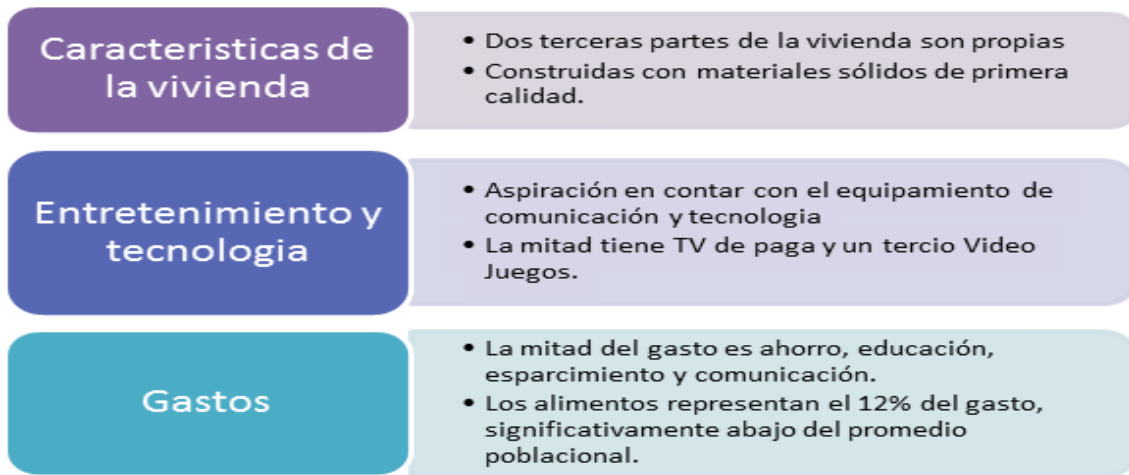 Caracteristicas de
la vivienda
• Dos terceras partes de la vivienda son propias
• Construidas con materiales sólidos de primera
calidad.
Entretenimiento y
tecnologia
• Aspiración en contar con el equipamiento de
comunicación y tecnologia
• La mitad tiene TV de paga y un tercio Video
Juegos.
Gastos
• La mitad del gasto es ahorro, educación,
esparcimiento y comunicación.
• Los alimentos representan el 12% del gasto,
significativamente abajo del promedio
poblacional.